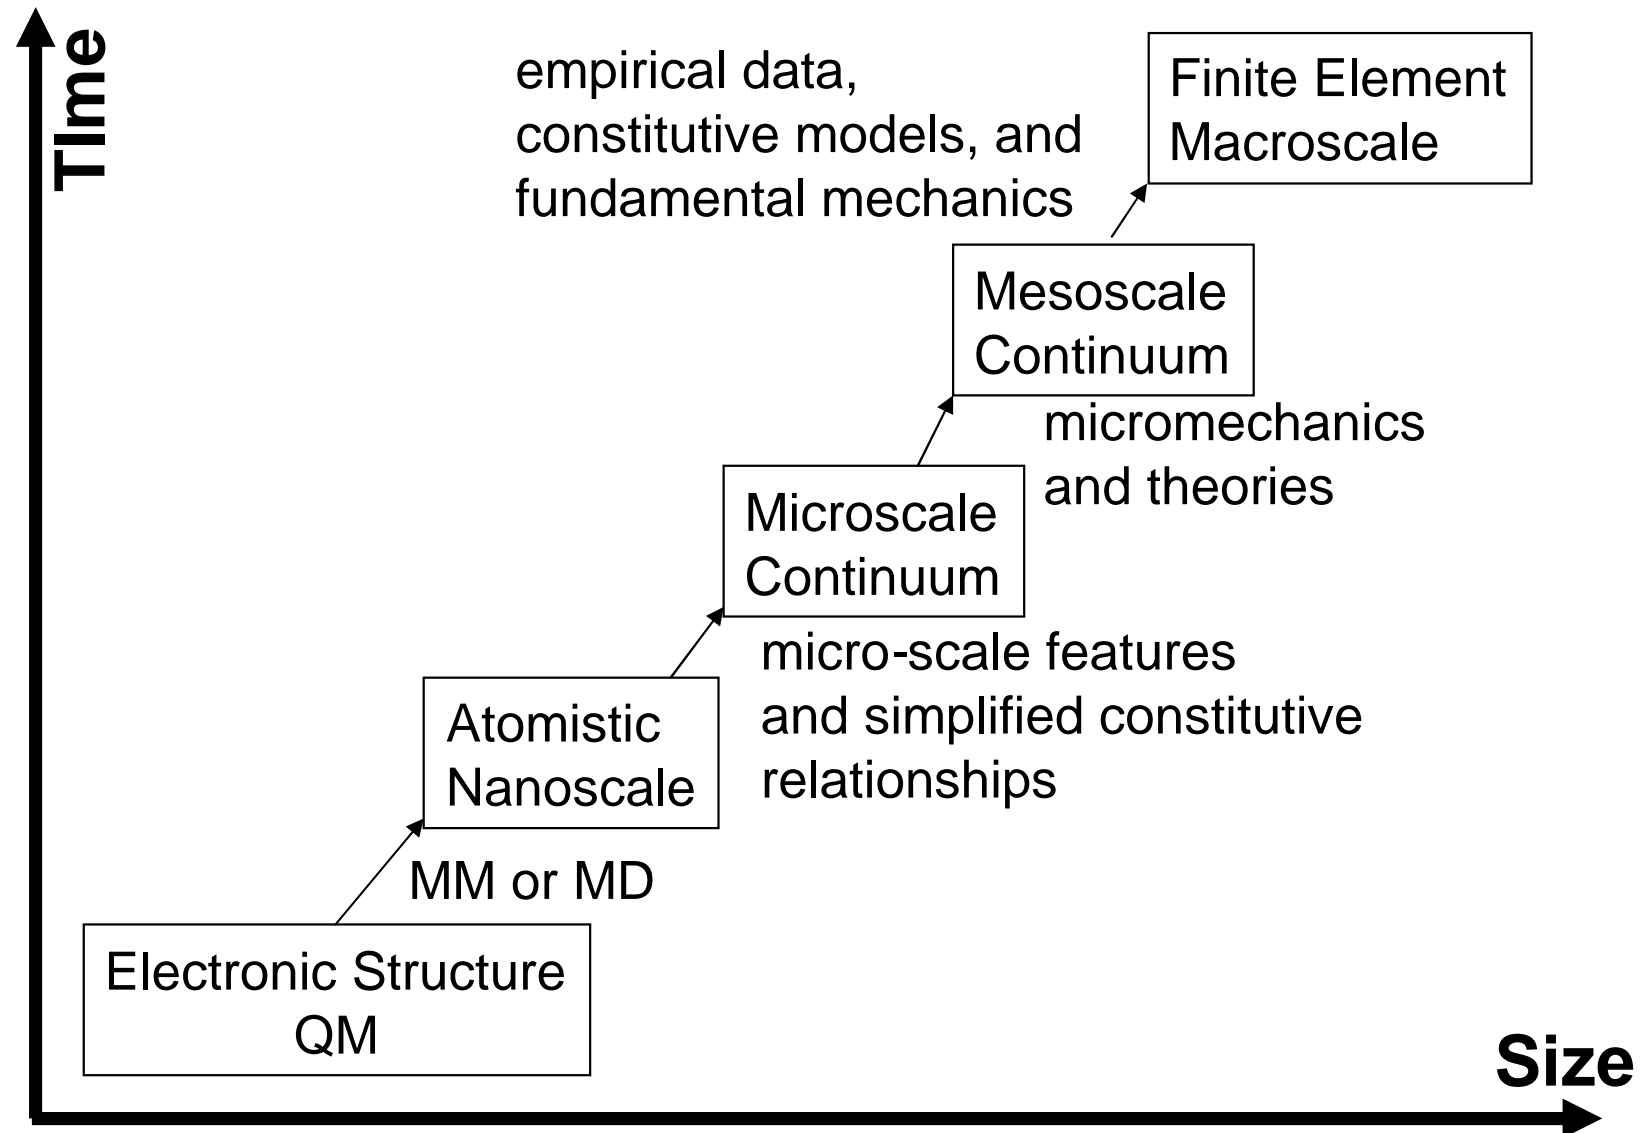 TIme
empirical data,
constitutive models, and
fundamental mechanics
Finite Element
Macroscale
Mesoscale
Continuum
micromechanics
and theories
Microscale
Continuum
micro-scale features
and simplified constitutive
relationships
Atomistic
Nanoscale
MM or MD
Electronic Structure
QM
Size